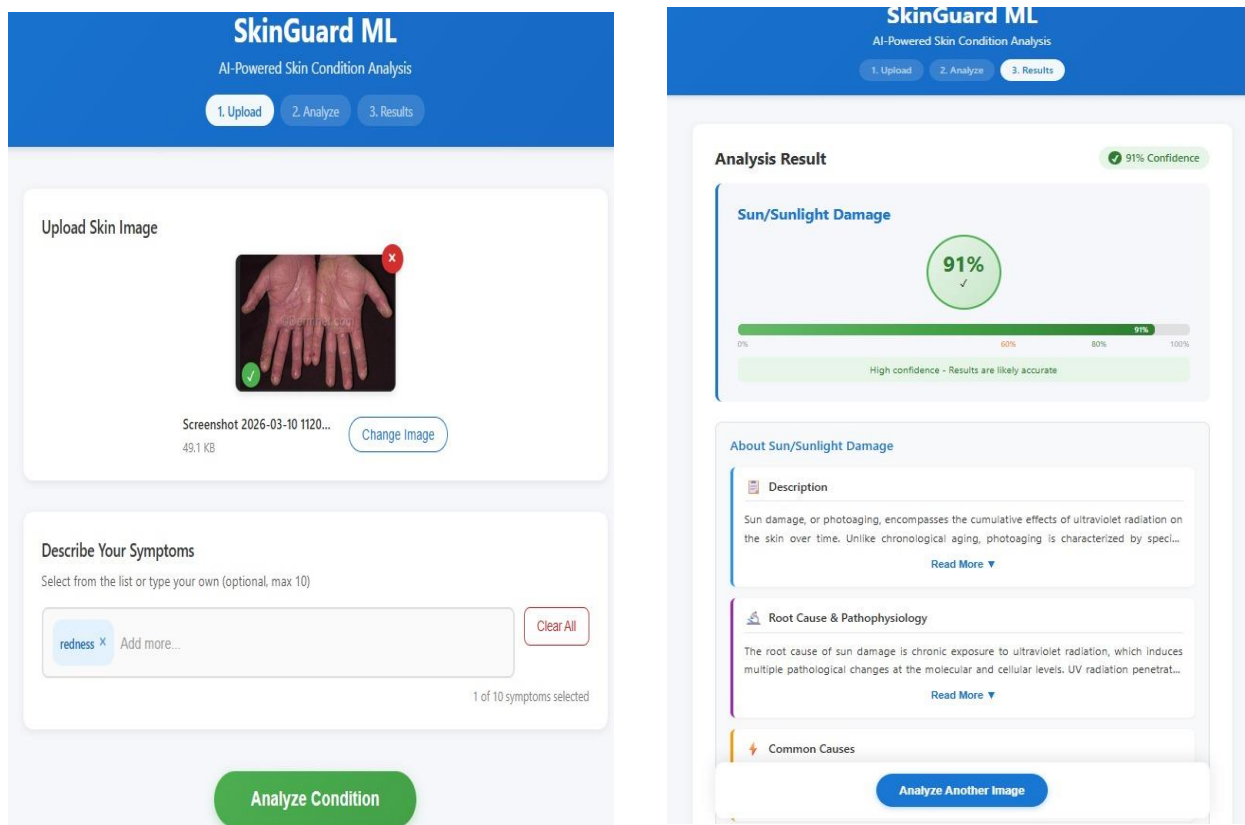 SkinGuard ML
AI-Powered Skin Condition Analysis
1. Upload 2. Analyze 3. Results
Upload Skin Image
x
✓
Screenshot 2026-03-10 1120...
49.1 KB
Change Image
Describe Your Symptoms
Select from the list or type your own (optional, max 10)
redness × Add more...
Clear All
1 of 10 symptoms selected
Analyze Condition
SkinGuard ML
AI-Powered Skin Condition Analysis
1. Upload 2. Analyze 3. Results
Analysis Result
✓ 91% Confidence
Sun/Sunlight Damage
91%
✓
91%
0% 60% 80% 100%
High confidence - Results are likely accurate
About Sun/Sunlight Damage
Description
Sun damage, or photoaging, encompasses the cumulative effects of ultraviolet radiation on
the skin over time. Unlike chronological aging, photoaging is characterized by speci...
Read More ▼
Root Cause & Pathophysiology
The root cause of sun damage is chronic exposure to ultraviolet radiation, which induces
multiple pathological changes at the molecular and cellular levels. UV radiation penetrat...
Read More ▼
Common Causes
Analyze Another Image